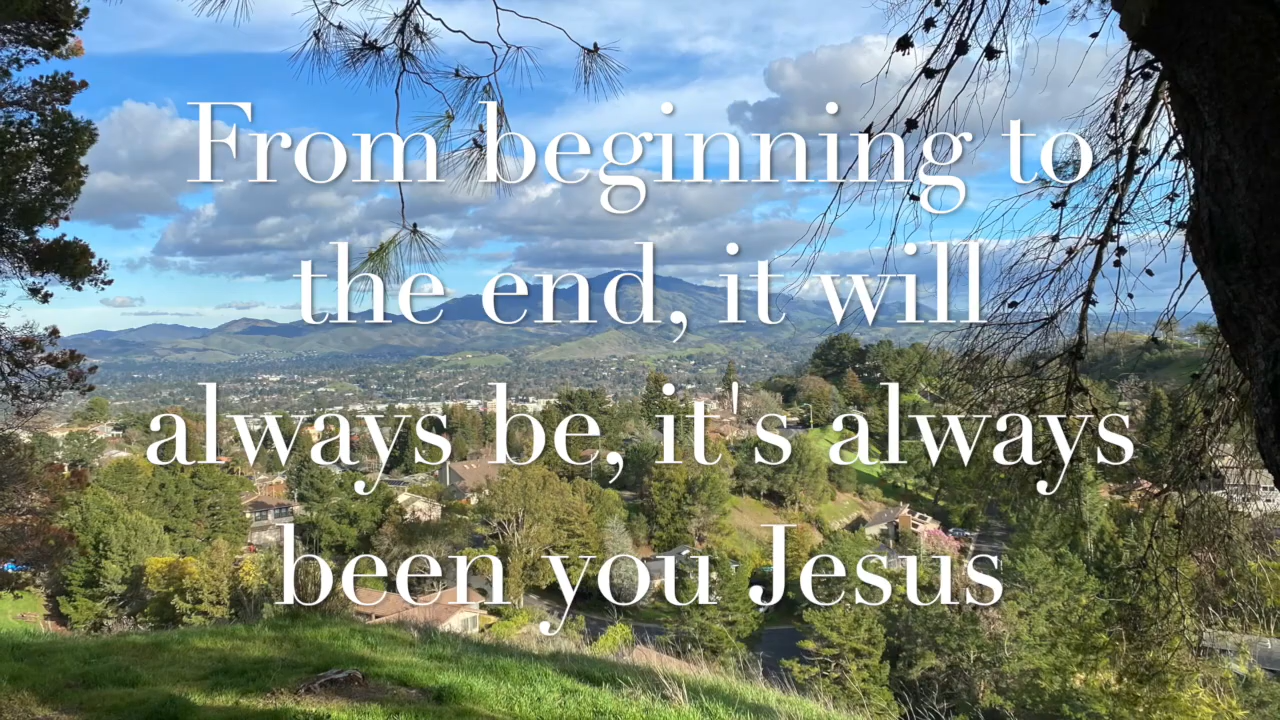 From beginning to
the end, it will
always be, it's always
been you Jesus